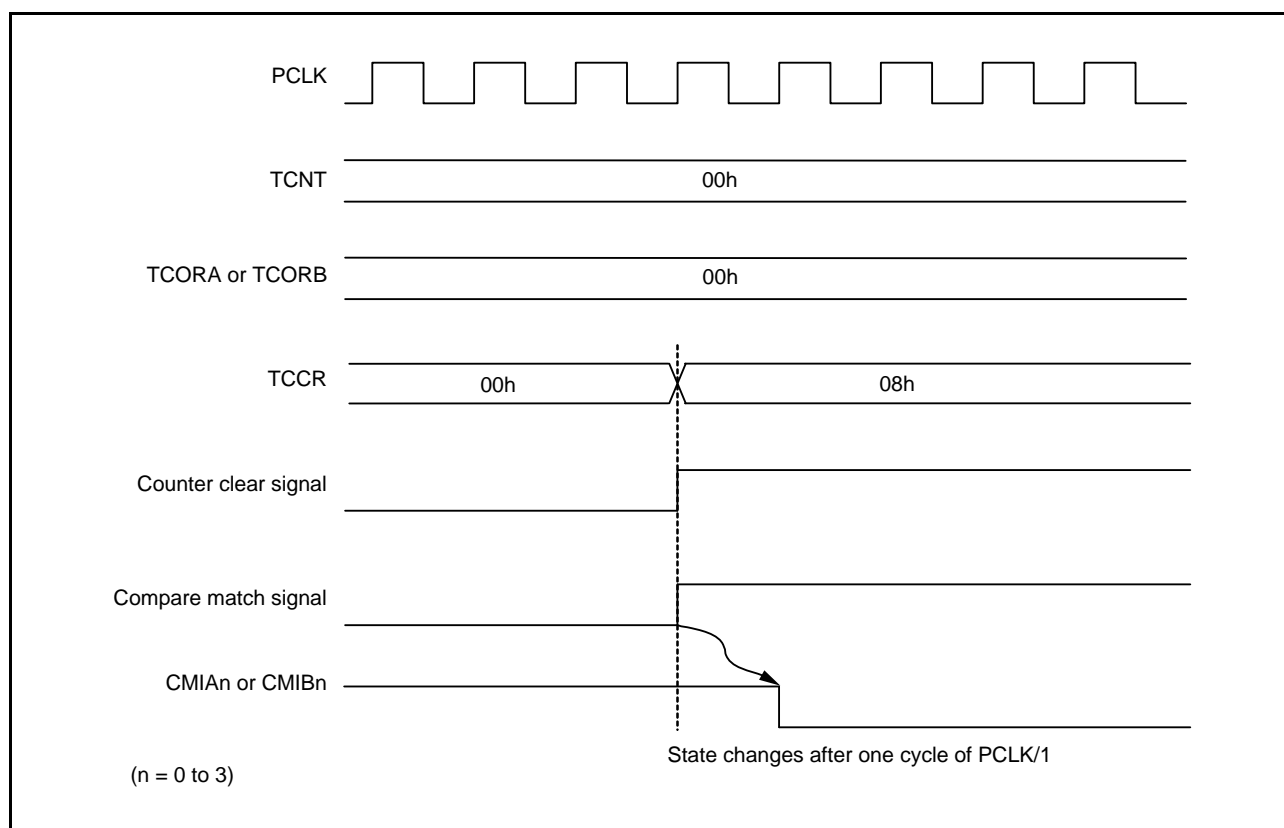 PCLK
TCNT
00h
TCORA or TCORB
00h
TCCR
00h
08h
Counter clear signal
Compare match signal
CMIAn or CMIBn
State changes after one cycle of PCLK/1
(n = 0 to 3)